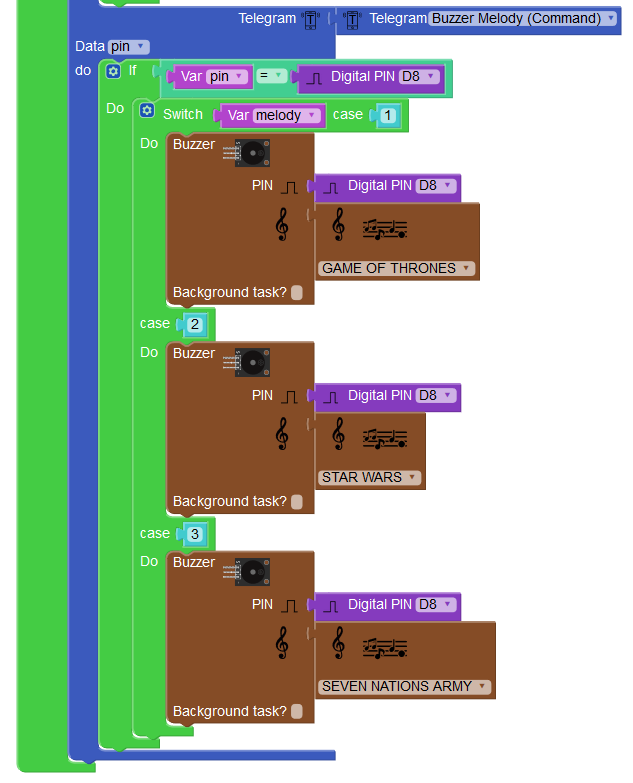 Telegram Telegram Buzzer Melody (Command)
Data pin
do If Var pin = Digital PIN D8
Do Switch Var melody case 1
Do Buzzer
PIN Digital PIN D8
GAME OF THRONES
Background task?
case 2
Do Buzzer
PIN Digital PIN D8
STAR WARS
Background task?
case 3
Do Buzzer
PIN Digital PIN D8
SEVEN NATIONS ARMY
Background task?